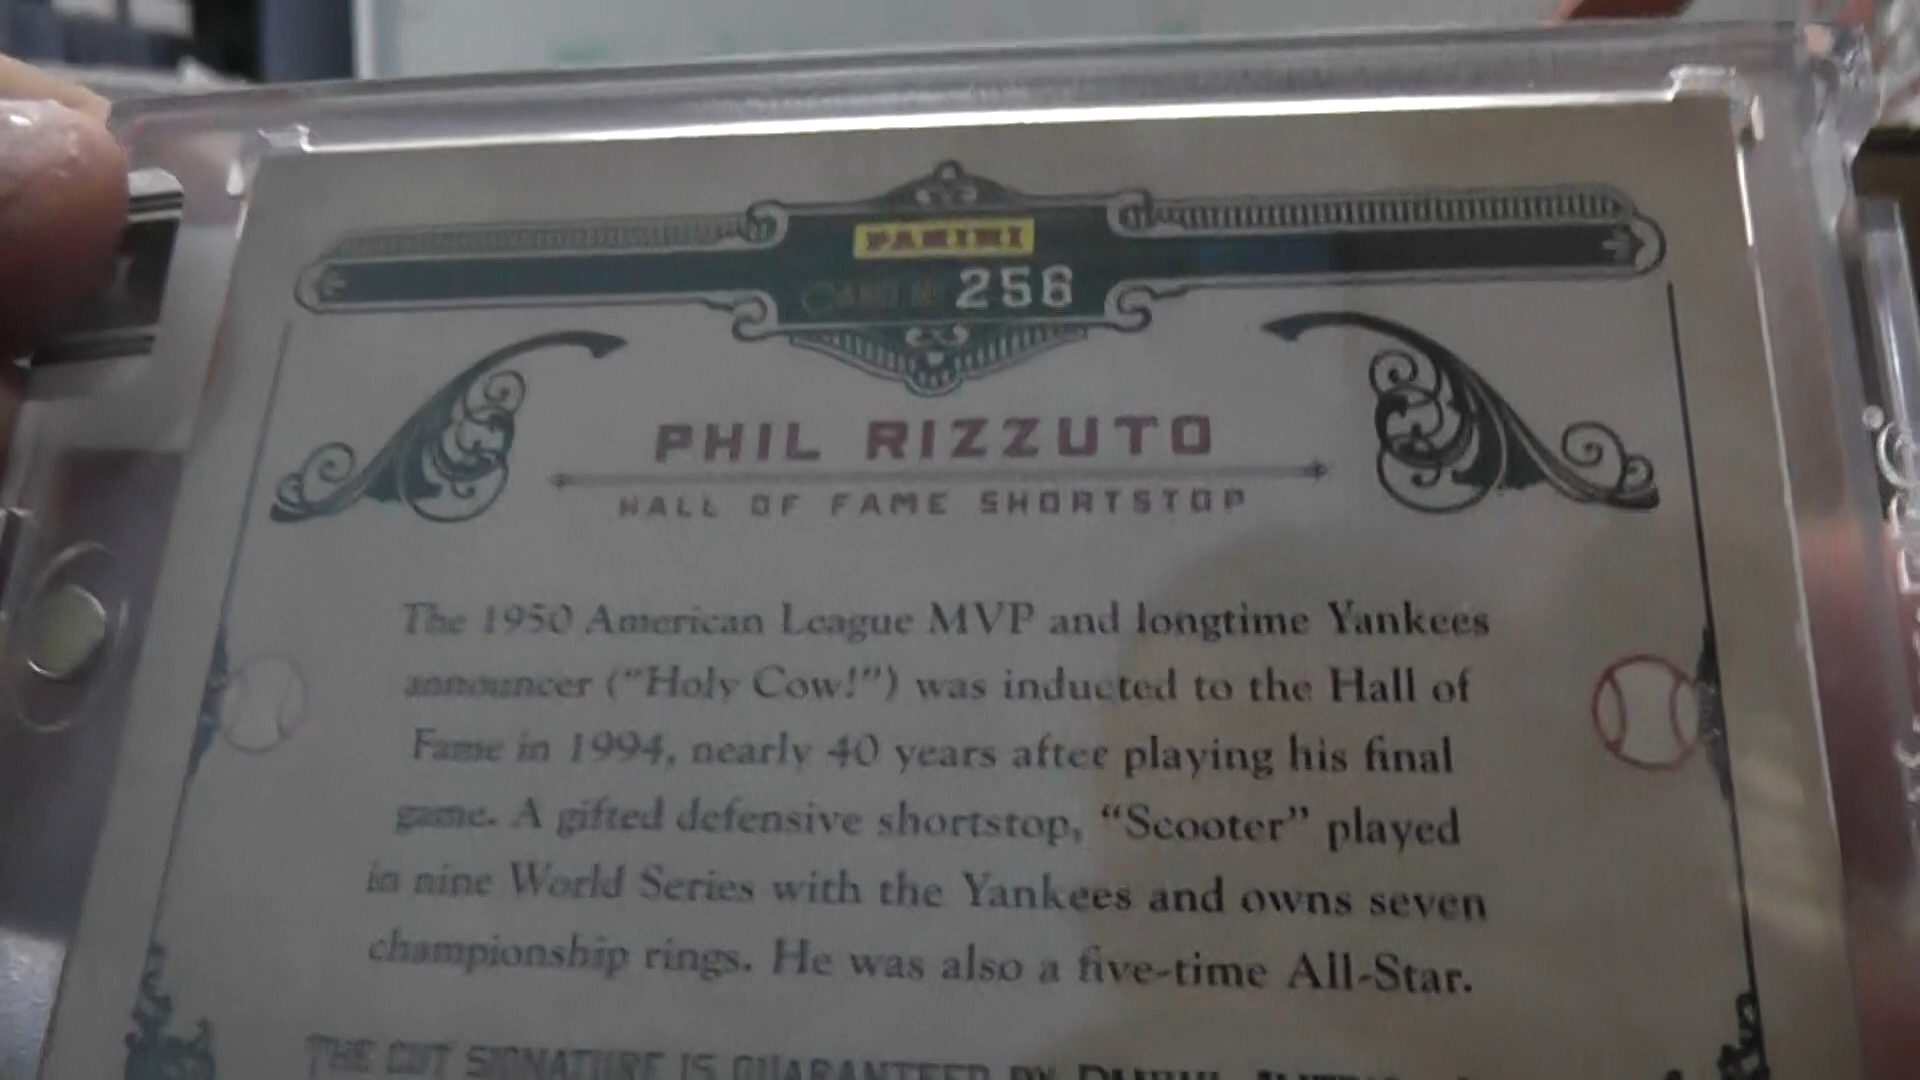 PANINI
CARD No. 256
PHIL RIZZUTO
HALL OF FAME SHORTSTOP
The 1950 American League MVP and longtime Yankees
announcer ("Holy Cow!") was inducted to the Hall of
Fame in 1994, nearly 40 years after playing his final
game. A gifted defensive shortstop, “Scooter” played
in nine World Series with the Yankees and owns seven
championship rings. He was also a five-time All-Star.
THE CUT SIGNATURE IS GUARANTEED BY PANINI